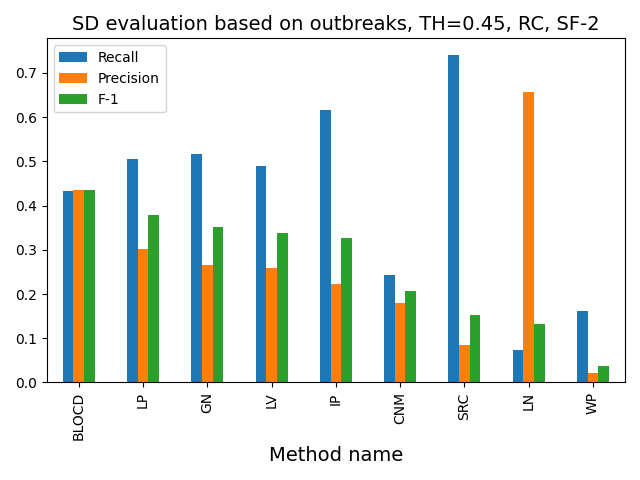 SD evaluation based on outbreaks, TH=0.45, RC, SF-2
Recall
Precision
F-1
0.7
0.6
0.5
0.4
0.3
0.2
0.1
0.0
BLOCD
LP
GN
LV
IP
CNM
SRC
LN
WP
Method name